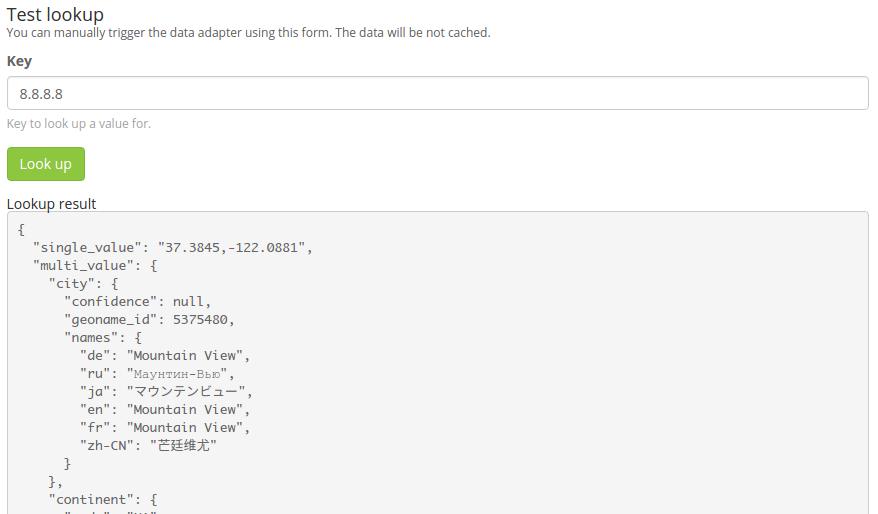 Test lookup
You can manually trigger the data adapter using this form. The data will be not cached.
Key
8.8.8.8
Key to look up a value for.
Look up
Lookup result
{
  "single_value": "37.3845,-122.0881",
  "multi_value": {
    "city": {
      "confidence": null,
      "geoname_id": 5375480,
      "names": {
        "de": "Mountain View",
        "ru": "Маунтин-Вью",
        "ja": "マウンテンビュー",
        "en": "Mountain View",
        "fr": "Mountain View",
        "zh-CN": "芒廷维尤"
      }
    },
    "continent": {